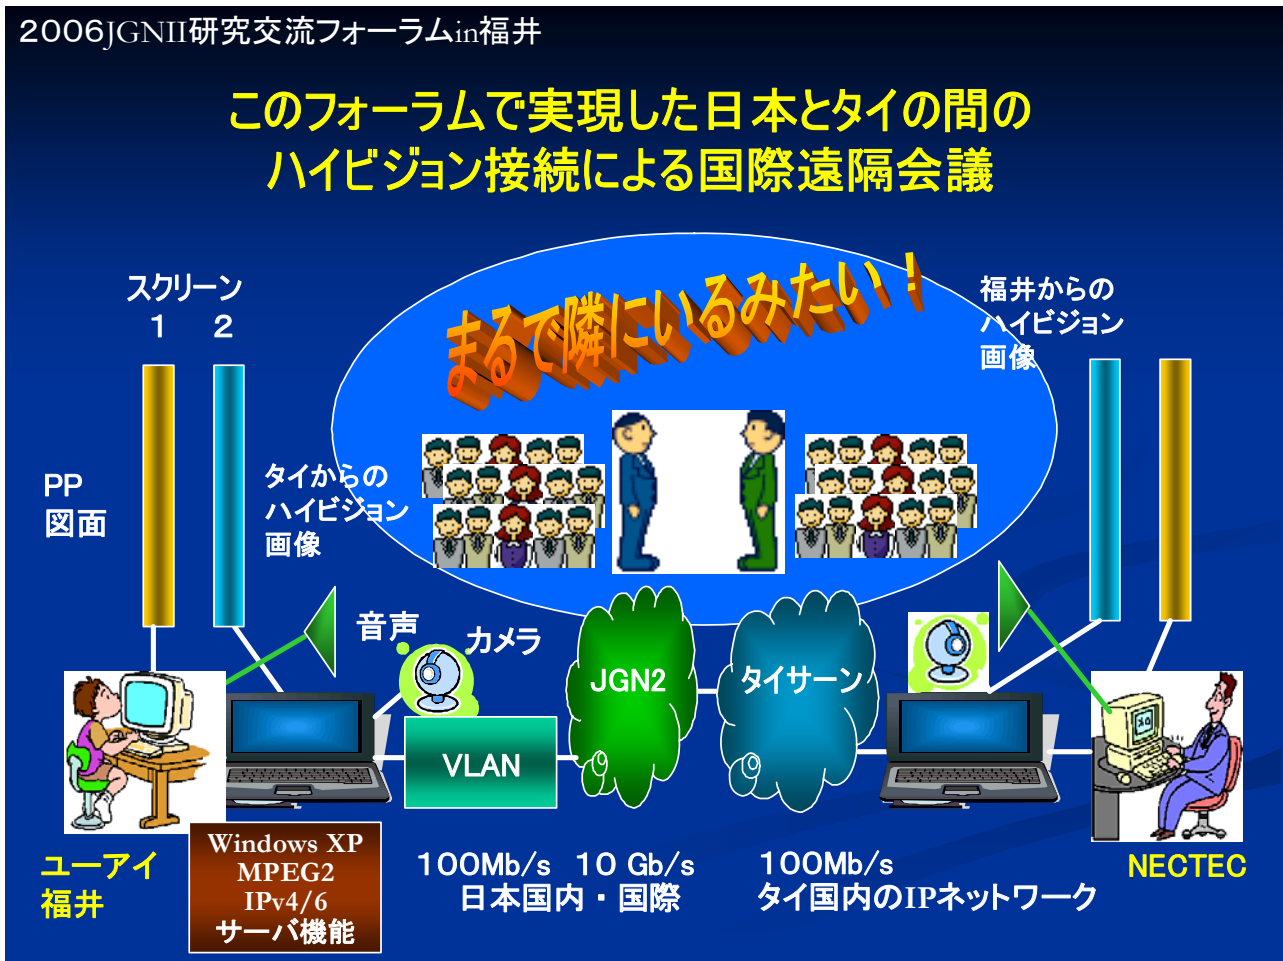 2006JGNII研究交流フォーラムin福井
このフォーラムで実現した日本とタイの間の
ハイビジョン接続による国際遠隔会議
まるで隣にいるみたい！
スクリーン
1 2
福井からの
ハイビジョン
画像
PP
図面
タイからの
ハイビジョン
画像
音声
カメラ
JGN2
タイサーン
VLAN
Windows XP
MPEG2
IPv4/6
サーバ機能
ユーアイ
福井
100Mb/s 10 Gb/s
日本国内・国際
100Mb/s
タイ国内のIPネットワーク
NECTEC